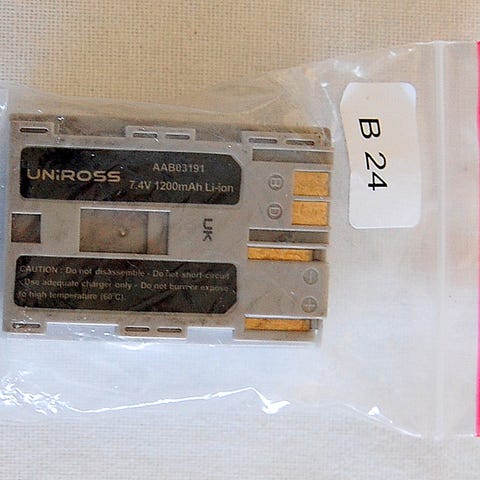 B 24
UNiROSS
AAB03191
7.4V 1200mAh Li-ion
B
D
UK
CAUTION : Do not disassemble - Do not short-circuit
- Use adequate charger only - Do not burn or expose
to high temperature (60°C)
−
+